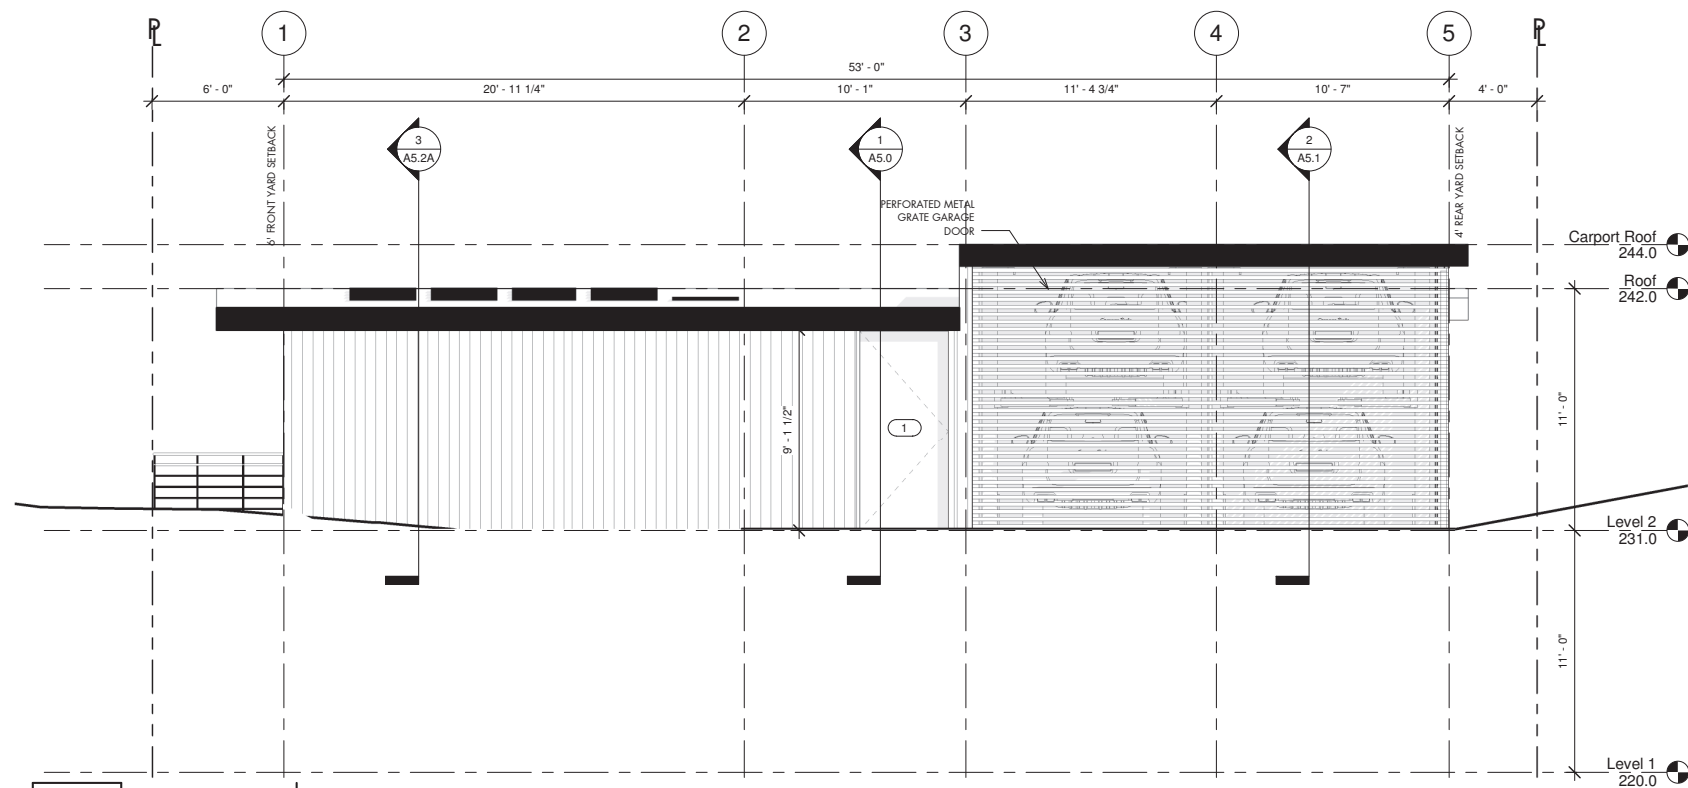 PL
1
2
3
4
5
PL
53' - 0"
6' - 0"
20' - 11 1/4"
10' - 1"
11' - 4 3/4"
10' - 7"
4' - 0"
6' FRONT YARD SETBACK
3
A5.2A
1
A5.0
2
A5.1
4' REAR YARD SETBACK
PERFORATED METAL
GRATE GARAGE
DOOR
Carport Roof
244.0
Roof
242.0
9' - 1 1/2"
1
11' - 0"
Level 2
231.0
11' - 0"
Level 1
220.0